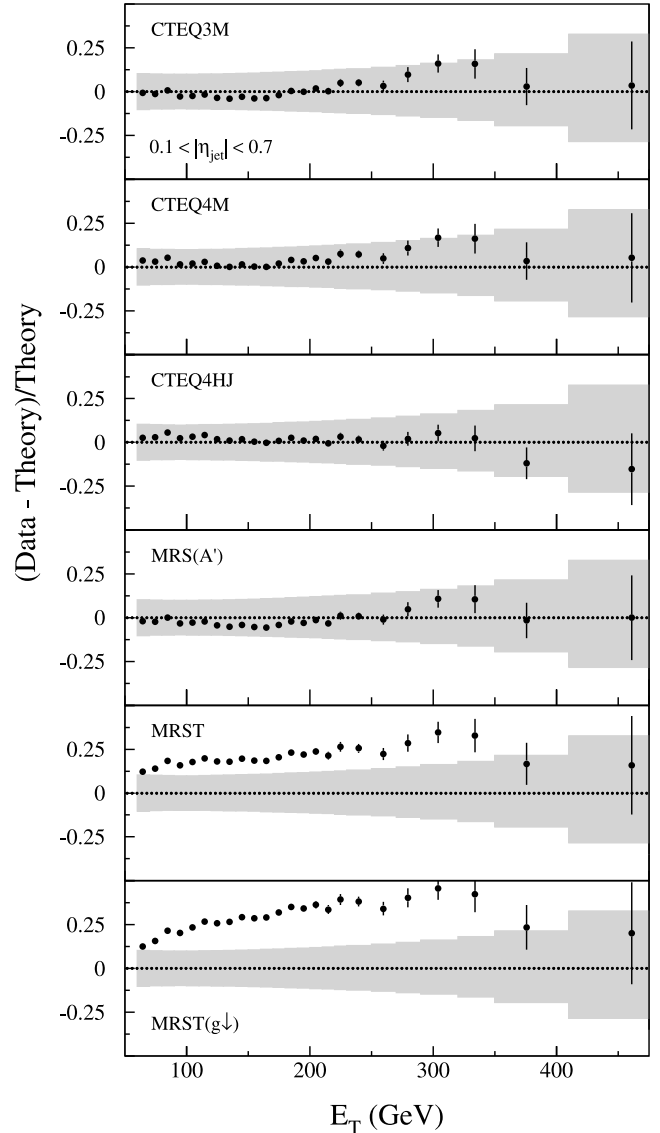 (Data - Theory)/Theory
CTEQ3M
0.25
0
-0.25
0.1 < |η_jet| < 0.7
CTEQ4M
0.25
0
-0.25
CTEQ4HJ
0.25
0
-0.25
MRS(A')
0.25
0
-0.25
MRST
0.25
0
-0.25
0.25
0
-0.25
MRST(g↓)
100 200 300 400
E_T (GeV)